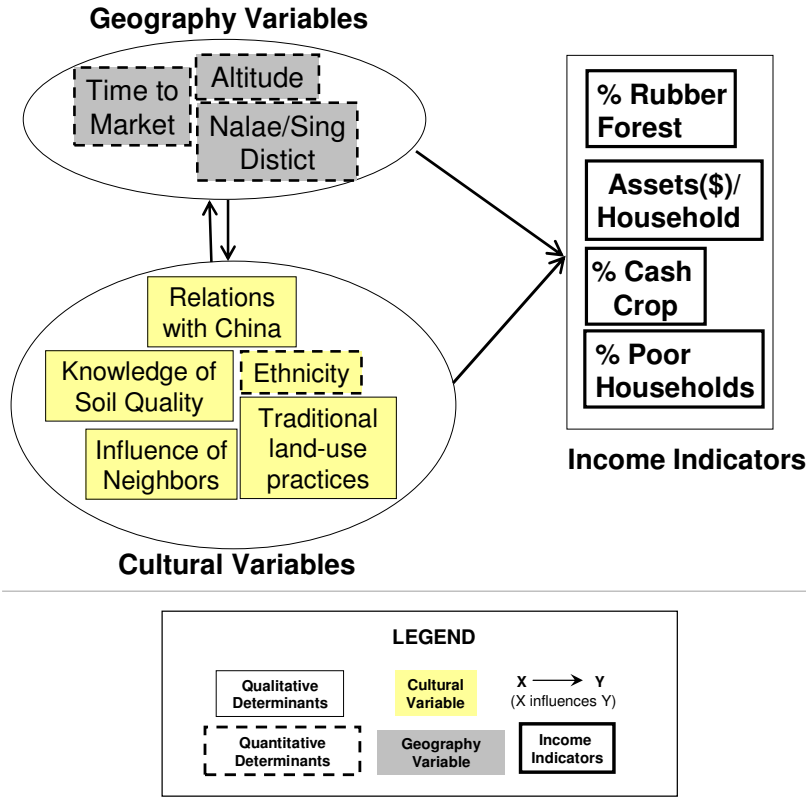 Geography Variables
Time to
Market
Altitude
Nalae/Sing
Distict
% Rubber
Forest
Assets($)/
Household
% Cash
Crop
% Poor
Households
Income Indicators
Relations
with China
Knowledge of
Soil Quality
Ethnicity
Influence of
Neighbors
Traditional
land-use
practices
Cultural Variables
LEGEND
Qualitative
Determinants
Cultural
Variable
X Y
(X influences Y)
Quantitative
Determinants
Geography
Variable
Income
Indicators